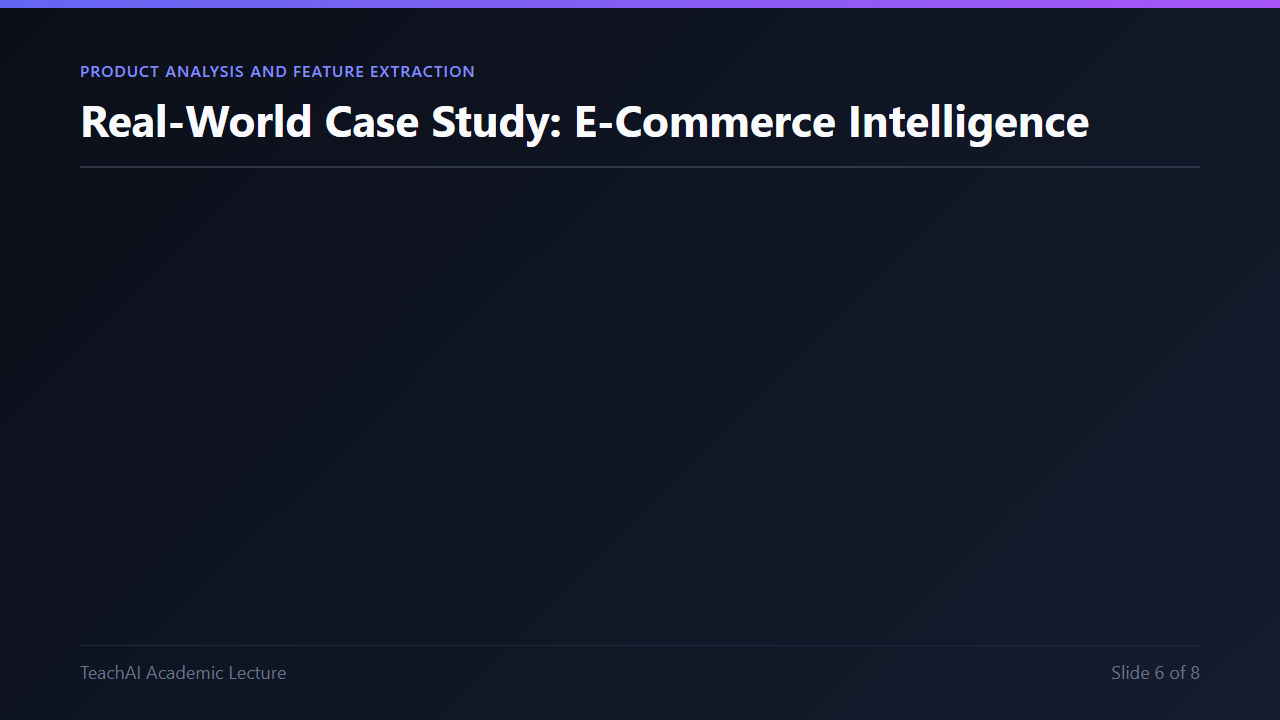 PRODUCT ANALYSIS AND FEATURE EXTRACTION
Real-World Case Study: E-Commerce Intelligence
TeachAI Academic Lecture
Slide 6 of 8